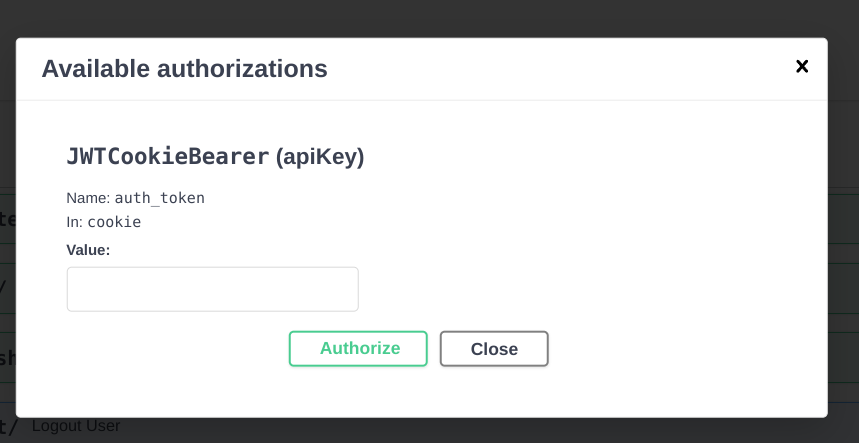 Available authorizations
JWTCookieBearer (apiKey)
Name: auth_token
In: cookie
Value:
Authorize
Close
t/ Logout User